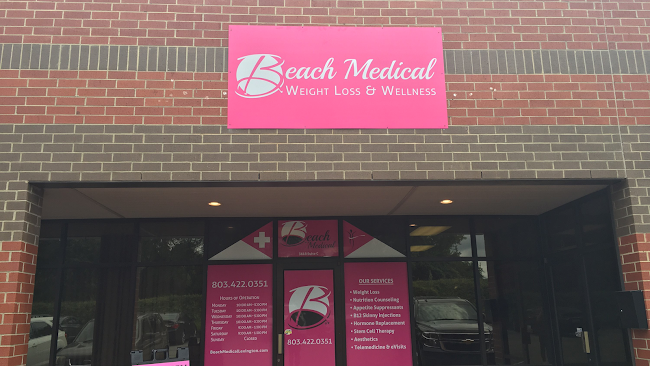 Beach Medical
Weight Loss & Wellness
Beach
Medical
803.422.0351
Hours of Operation
Monday
Tuesday
Wednesday
Thursday
Friday
Saturday
Sunday Closed
BeachMedicalLexington.com
B
803.422.0351
OUR SERVICES
• Weight Loss
• Nutrition Counseling
• Appetite Suppressants
• B12 Skinny Injections
• Hormone Replacement
• Stem Cell Therapy
• Aesthetics
• Telemedicine & eVisits